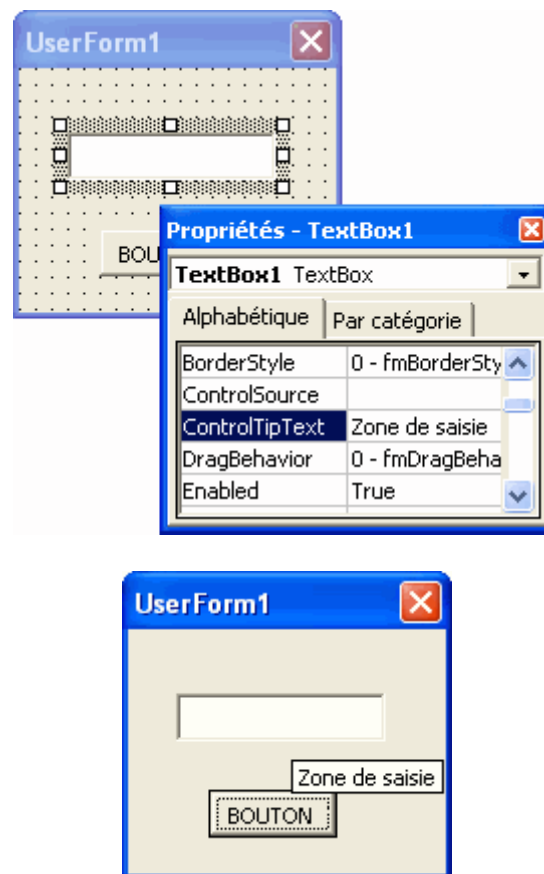 UserForm1
BOU
Propriétés - TextBox1
TextBox1 TextBox
Alphabétique Par catégorie
BorderStyle 0 - fmBorderSty
ControlSource
ControlTipText Zone de saisie
DragBehavior 0 - fmDragBeha
Enabled True
UserForm1
Zone de saisie
BOUTON